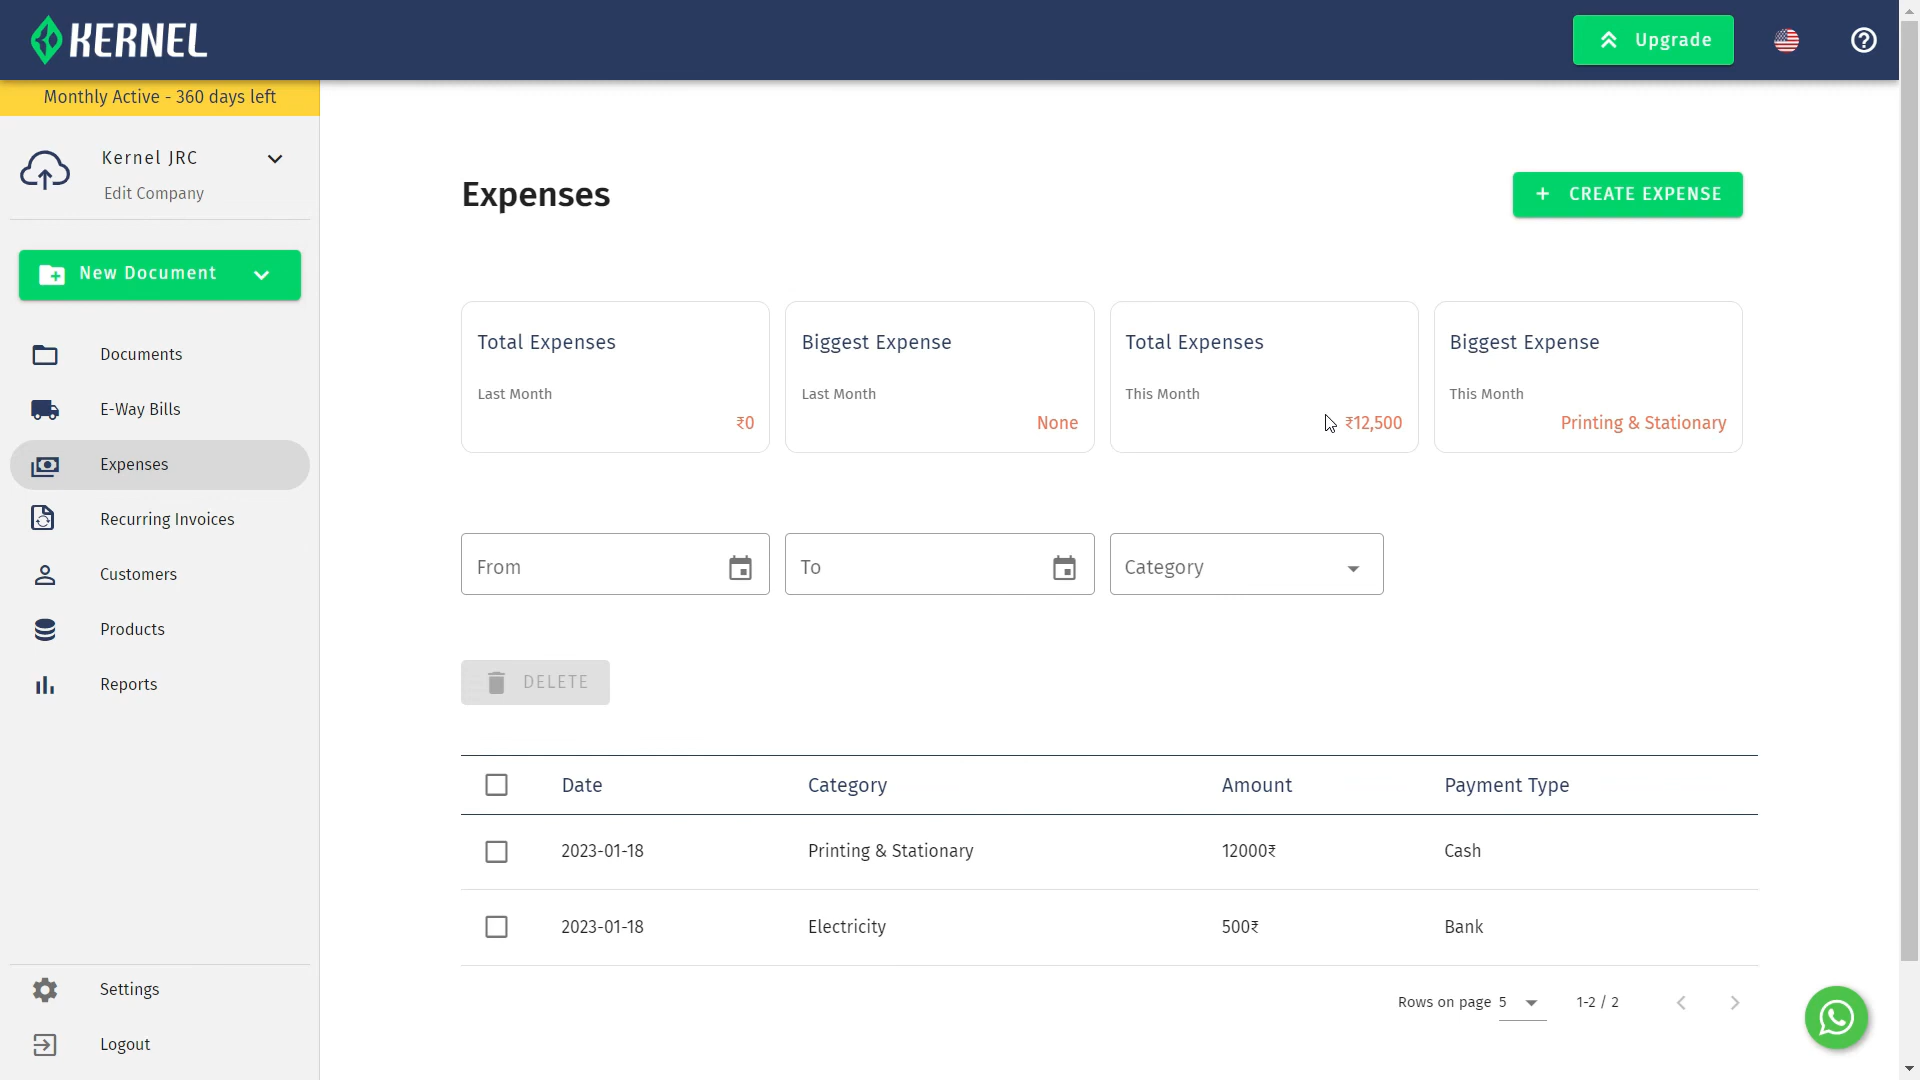 KERNEL
Upgrade
Monthly Active - 360 days left
Kernel JRC
Edit Company
New Document
Documents
E-Way Bills
Expenses
Recurring Invoices
Customers
Products
Reports
Settings
Logout
Expenses
+ CREATE EXPENSE
Total Expenses
Last Month
₹0
Biggest Expense
Last Month
None
Total Expenses
This Month
₹12,500
Biggest Expense
This Month
Printing & Stationary
From
To
Category
DELETE
Date Category Amount Payment Type
2023-01-18 Printing & Stationary 12000₹ Cash
2023-01-18 Electricity 500₹ Bank
Rows on page 5 1-2 / 2